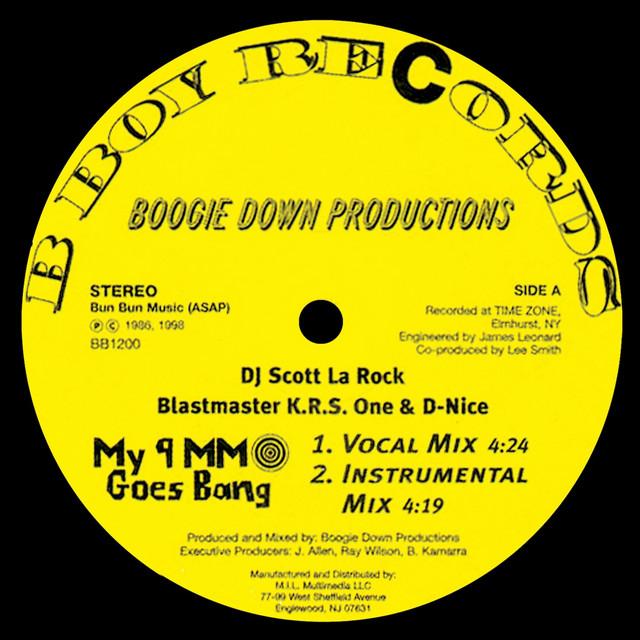 B BOY RECORDS
BOOGIE DOWN PRODUCTIONS
STEREO
Bun Bun Music (ASAP)
Ⓟ Ⓒ 1986, 1998
BB1200
SIDE A
Recorded at TIME ZONE,
Elmhurst, NY
Engineered by James Leonard
Co-produced by Lee Smith
DJ Scott La Rock
Blastmaster K.R.S. One & D-Nice
My 9 MM
Goes Bang
1. VOCAL MIX 4:24
2. INSTRUMENTAL
MIX 4:19
Produced and Mixed by: Boogie Down Productions
Executive Producers: J. Allen, Ray Wilson, B. Kamarra
Manufactured and Distributed by:
M.I.L. Multimedia LLC
77-99 West Sheffield Avenue
Englewood, NJ 07631